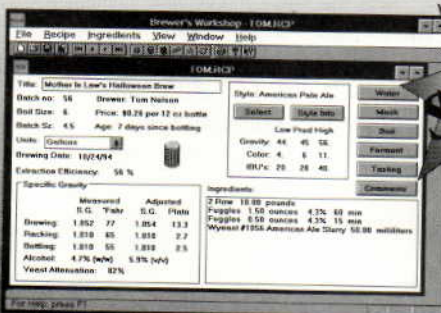 Brewer's Workshop - TOM.RCP
File Recipe Ingredients View Window Help
TOM.RCP
Title: Mother In Law's Halloween Brew
Batch no: 56 Brewer: Tom Nelson
Boil Size: 6 Price: $0.26 per 12 oz bottle
Batch Sz: 4.5 Age: 7 days since bottling
Units: Gallons
Brewing Date: 10/24/94
Extraction Efficiency: 56 %
Style: American Pale Ale
Select Style Info
Low Pred High
Gravity: 44. 45 56.
Color: 4. 6 11.
IBU's: 20 28 40.
Water
Mash
Boil
Ferment
Tasting
Comments
Specific Gravity
Measured Adjusted
S.G. °Fahr S.G. Plato
Brewing: 1.052 77 1.054 13.3
Racking: 1.010 65 1.010 2.7
Bottling: 1.010 55 1.010 2.5
Alcohol: 4.7% (w/w) 5.9% (v/v)
Yeast Attenuation: 82%
Ingredients:
2 Row 10.00 pounds
Fuggles 1.50 ounces 4.3% 60 min
Fuggles 0.50 ounces 4.3% 15 min
Wyeast #1056 American Ale Slurry 50.00 milliliters
For Help, press F1